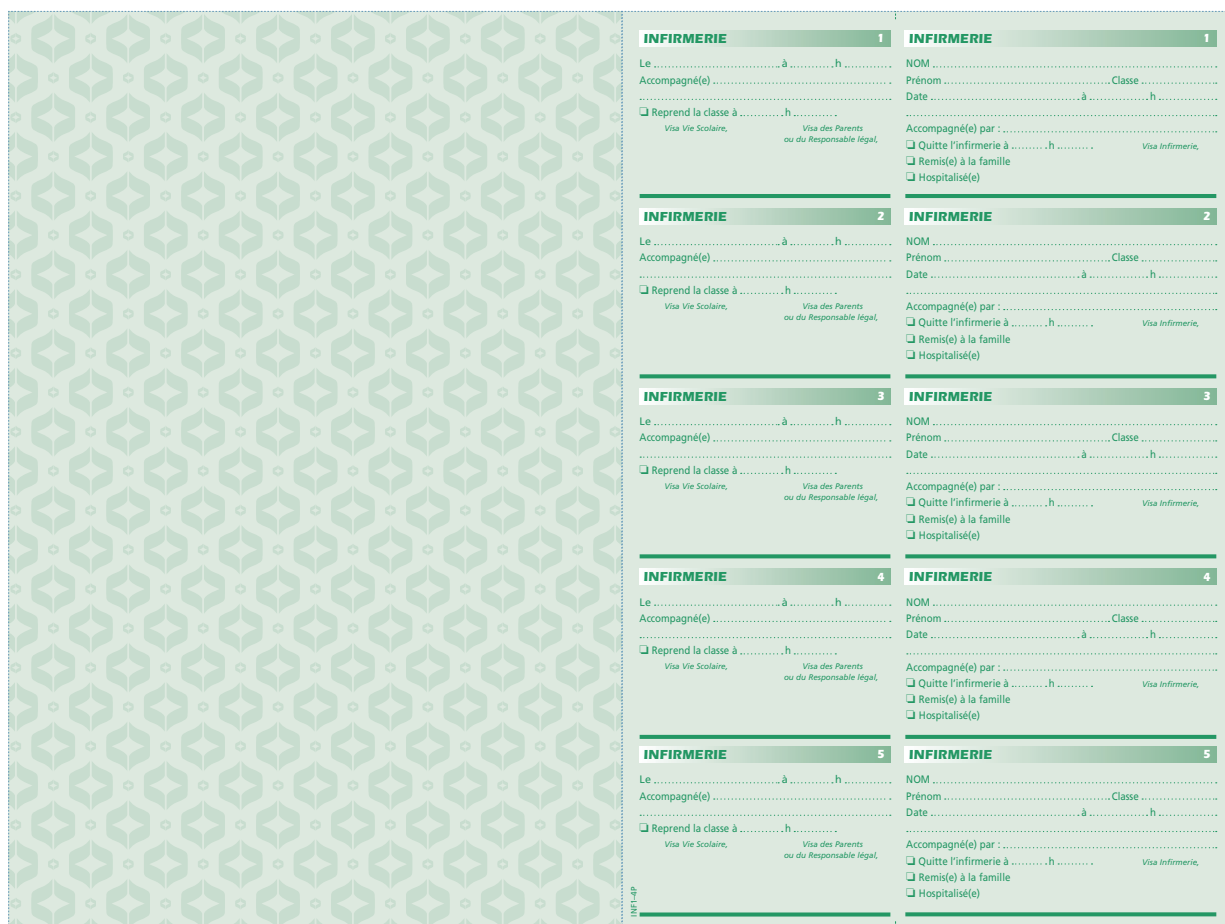 INFIRMERIE 1
Le à h
Accompagné(e)
❏ Reprend la classe à h
Visa Vie Scolaire, Visa des Parents
ou du Responsable légal,
INFIRMERIE 1
NOM
Prénom Classe
Date à h
Accompagné(e) par :
❏ Quitte l'infirmerie à h Visa Infirmerie,
❏ Remis(e) à la famille
❏ Hospitalisé(e)
INFIRMERIE 2
Le à h
Accompagné(e)
❏ Reprend la classe à h
Visa Vie Scolaire, Visa des Parents
ou du Responsable légal,
INFIRMERIE 2
NOM
Prénom Classe
Date à h
Accompagné(e) par :
❏ Quitte l'infirmerie à h Visa Infirmerie,
❏ Remis(e) à la famille
❏ Hospitalisé(e)
INFIRMERIE 3
Le à h
Accompagné(e)
❏ Reprend la classe à h
Visa Vie Scolaire, Visa des Parents
ou du Responsable légal,
INFIRMERIE 3
NOM
Prénom Classe
Date à h
Accompagné(e) par :
❏ Quitte l'infirmerie à h Visa Infirmerie,
❏ Remis(e) à la famille
❏ Hospitalisé(e)
INFIRMERIE 4
Le à h
Accompagné(e)
❏ Reprend la classe à h
Visa Vie Scolaire, Visa des Parents
ou du Responsable légal,
INFIRMERIE 4
NOM
Prénom Classe
Date à h
Accompagné(e) par :
❏ Quitte l'infirmerie à h Visa Infirmerie,
❏ Remis(e) à la famille
❏ Hospitalisé(e)
INFIRMERIE 5
Le à h
Accompagné(e)
❏ Reprend la classe à h
Visa Vie Scolaire, Visa des Parents
ou du Responsable légal,
INFIRMERIE 5
NOM
Prénom Classe
Date à h
Accompagné(e) par :
❏ Quitte l'infirmerie à h Visa Infirmerie,
❏ Remis(e) à la famille
❏ Hospitalisé(e)
INF1-4P